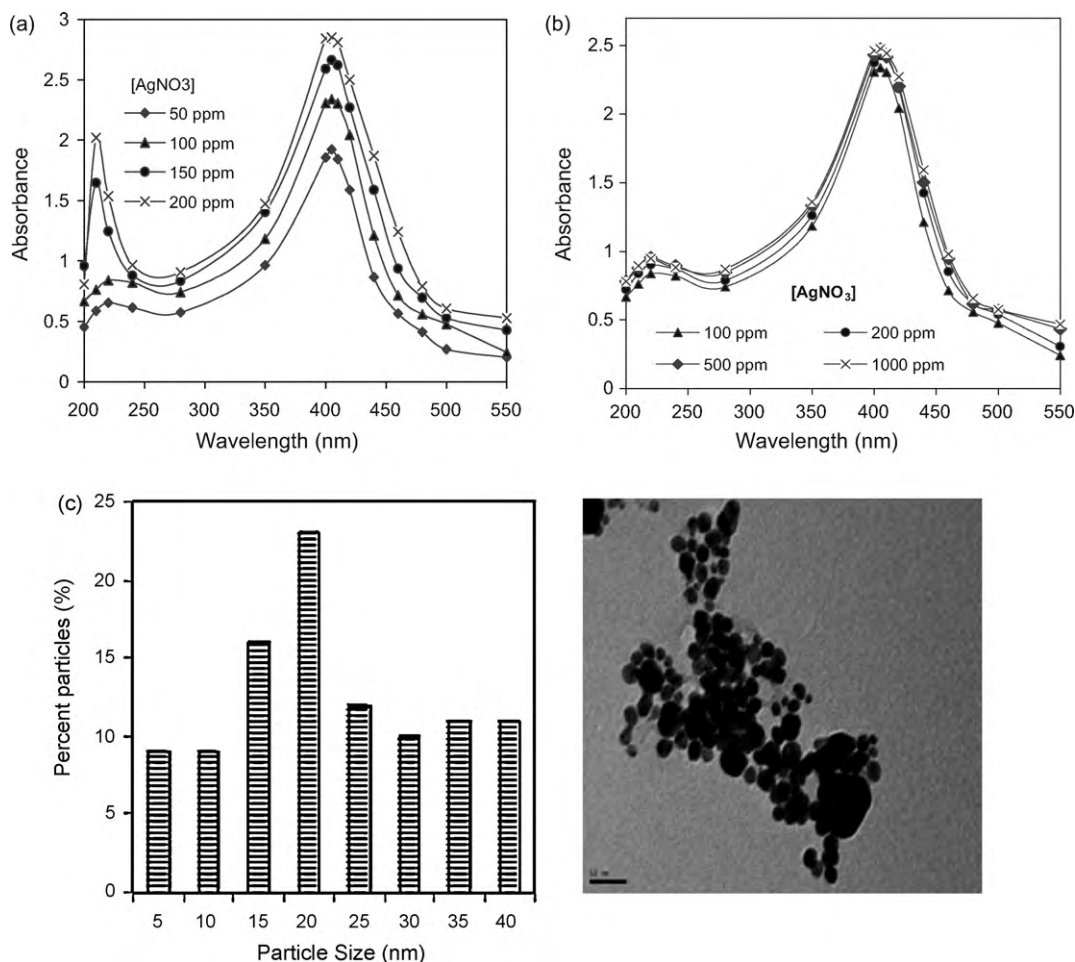 (a)
3
2.5
2
1.5
1
0.5
0
Absorbance
[AgNO3]
50 ppm
100 ppm
150 ppm
200 ppm
200 250 300 350 400 450 500 550
Wavelength (nm)
(b)
2.5
2.0
1.5
1.0
0.5
0
Absorbance
[AgNO₃]
100 ppm 200 ppm
500 ppm 1000 ppm
200 250 300 350 400 450 500 550
Wavelength (nm)
(c)
25
20
15
10
5
0
Percent particles (%)
5 10 15 20 25 30 35 40
Particle Size (nm)